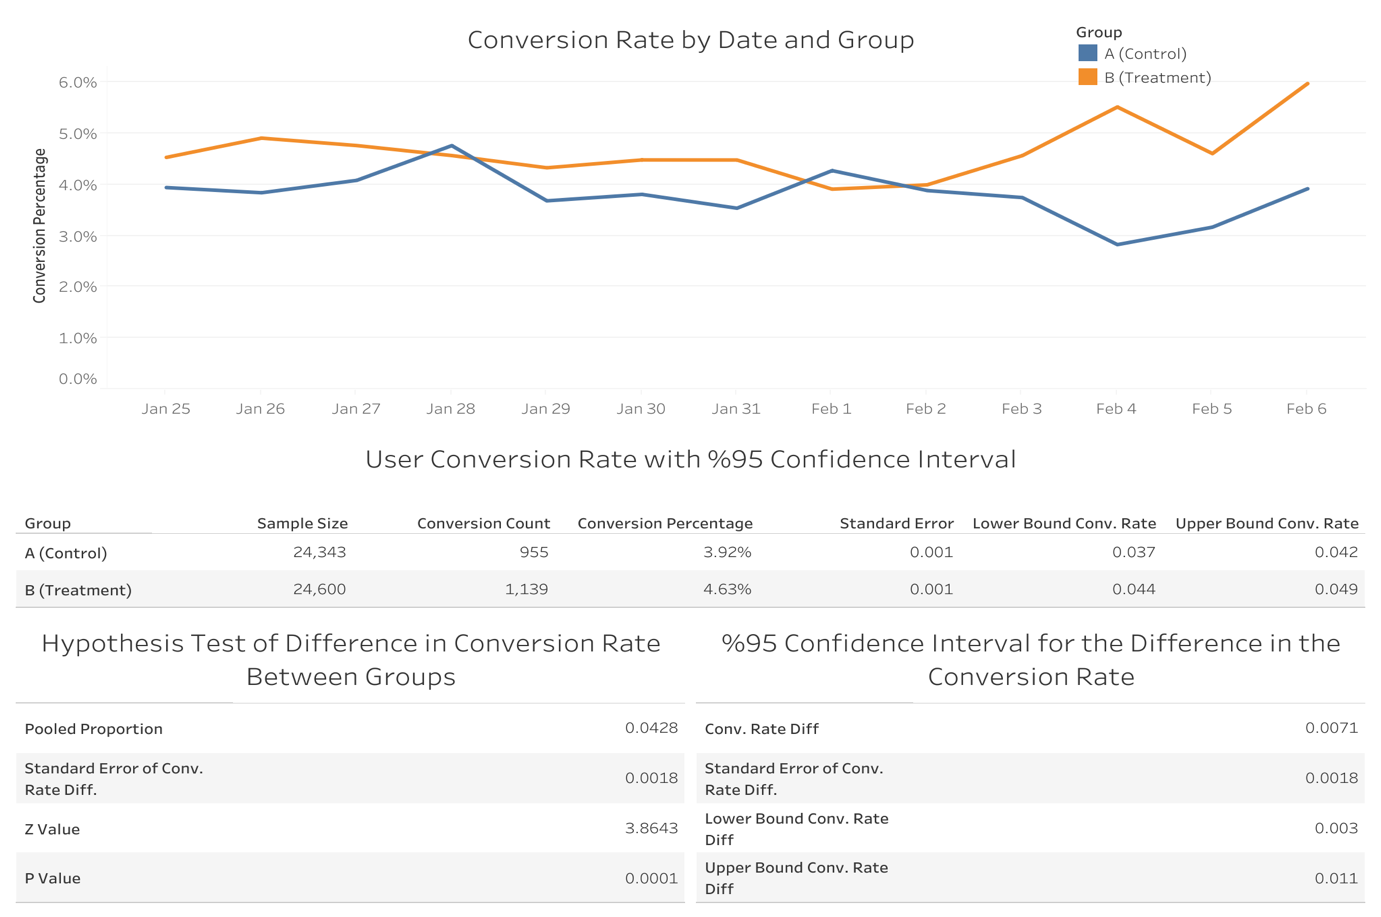 Conversion Rate by Date and Group
Group
A (Control)
B (Treatment)
Conversion Percentage
6.0%
5.0%
4.0%
3.0%
2.0%
1.0%
0.0%
Jan 25 Jan 26 Jan 27 Jan 28 Jan 29 Jan 30 Jan 31 Feb 1 Feb 2 Feb 3 Feb 4 Feb 5 Feb 6
User Conversion Rate with %95 Confidence Interval
Group Sample Size Conversion Count Conversion Percentage Standard Error Lower Bound Conv. Rate Upper Bound Conv. Rate
A (Control) 24,343 955 3.92% 0.001 0.037 0.042
B (Treatment) 24,600 1,139 4.63% 0.001 0.044 0.049
Hypothesis Test of Difference in Conversion Rate
Between Groups
Pooled Proportion 0.0428
Standard Error of Conv.
Rate Diff. 0.0018
Z Value 3.8643
P Value 0.0001
%95 Confidence Interval for the Difference in the
Conversion Rate
Conv. Rate Diff 0.0071
Standard Error of Conv.
Rate Diff. 0.0018
Lower Bound Conv. Rate
Diff 0.003
Upper Bound Conv. Rate
Diff 0.011